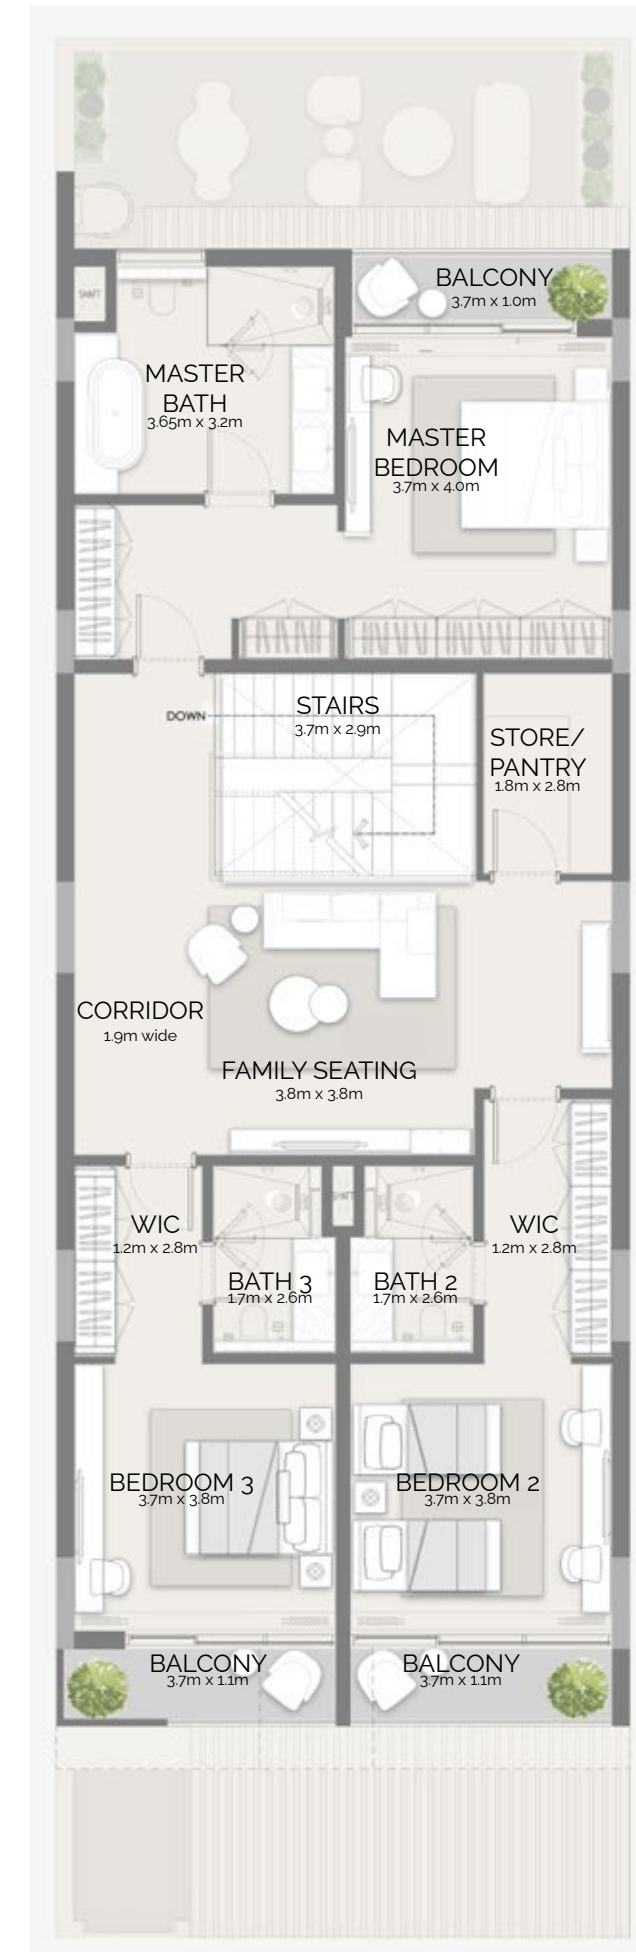 BALCONY
3.7m x 1.0m
SHAFT
MASTER
BATH
3.65m x 3.2m
MASTER
BEDROOM
3.7m x 4.0m
STAIRS
3.7m x 2.9m
DOWN
STORE/
PANTRY
1.8m x 2.8m
CORRIDOR
1.9m wide
FAMILY SEATING
3.8m x 3.8m
WIC
1.2m x 2.8m
SHAFT
WIC
1.2m x 2.8m
BATH 3
1.7m x 2.6m
BATH 2
1.7m x 2.6m
BEDROOM 3
3.7m x 3.8m
BEDROOM 2
3.7m x 3.8m
BALCONY
3.7m x 1.1m
BALCONY
3.7m x 1.1m